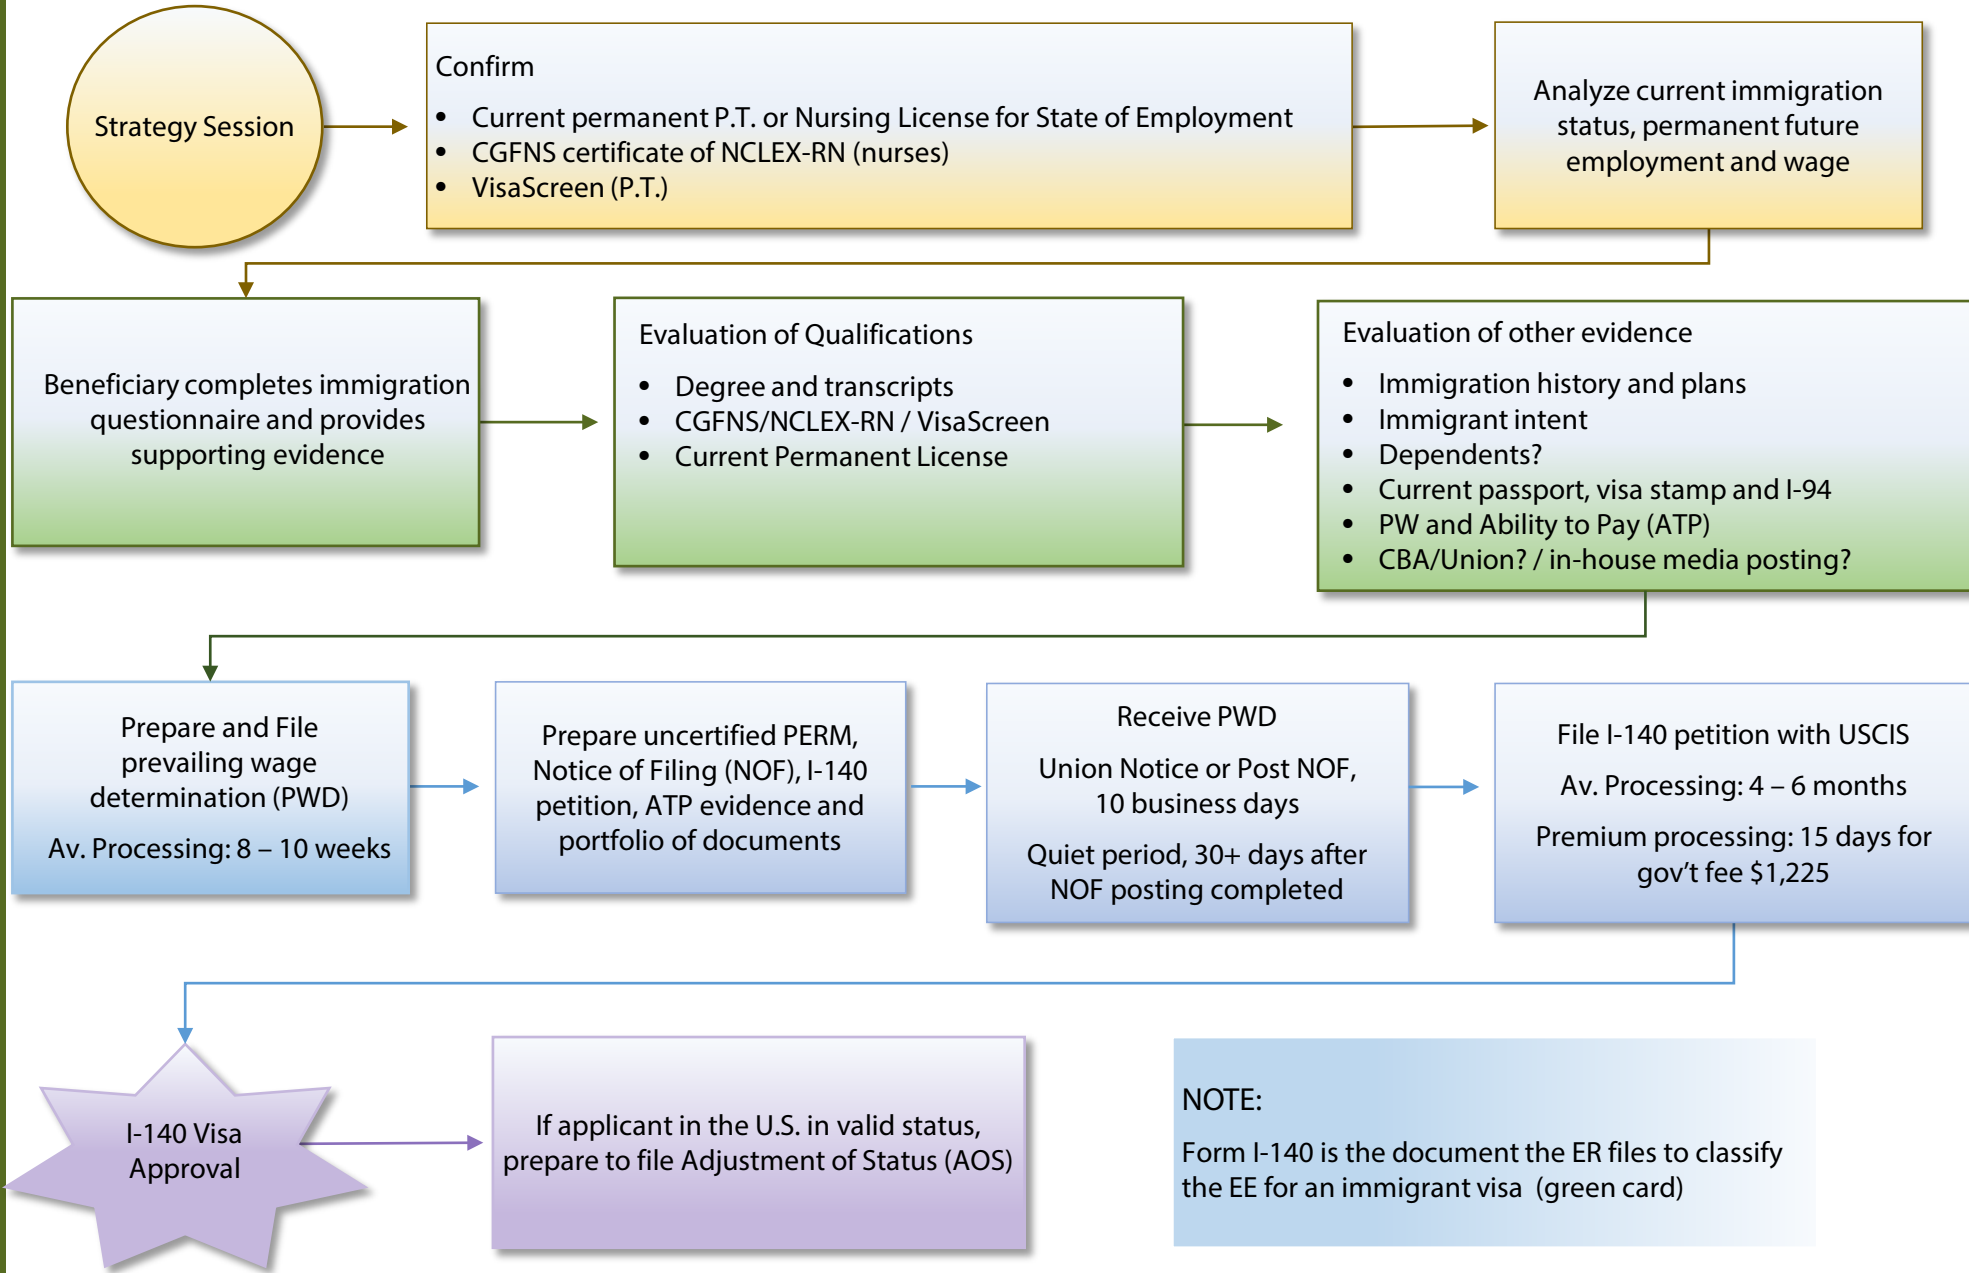 Strategy Session
Confirm
• Current permanent P.T. or Nursing License for State of Employment
• CGFNS certificate of NCLEX-RN (nurses)
• VisaScreen (P.T.)
Analyze current immigration
status, permanent future
employment and wage
Beneficiary completes immigration
questionnaire and provides
supporting evidence
Evaluation of Qualifications
• Degree and transcripts
• CGFNS/NCLEX-RN / VisaScreen
• Current Permanent License
Evaluation of other evidence
• Immigration history and plans
• Immigrant intent
• Dependents?
• Current passport, visa stamp and I-94
• PW and Ability to Pay (ATP)
• CBA/Union? / in-house media posting?
Prepare and File
prevailing wage
determination (PWD)
Av. Processing: 8 – 10 weeks
Prepare uncertified PERM,
Notice of Filing (NOF), I-140
petition, ATP evidence and
portfolio of documents
Receive PWD
Union Notice or Post NOF,
10 business days
Quiet period, 30+ days after
NOF posting completed
File I-140 petition with USCIS
Av. Processing: 4 – 6 months
Premium processing: 15 days for
gov’t fee $1,225
I-140 Visa
Approval
If applicant in the U.S. in valid status,
prepare to file Adjustment of Status (AOS)
NOTE:
Form I-140 is the document the ER files to classify
the EE for an immigrant visa (green card)